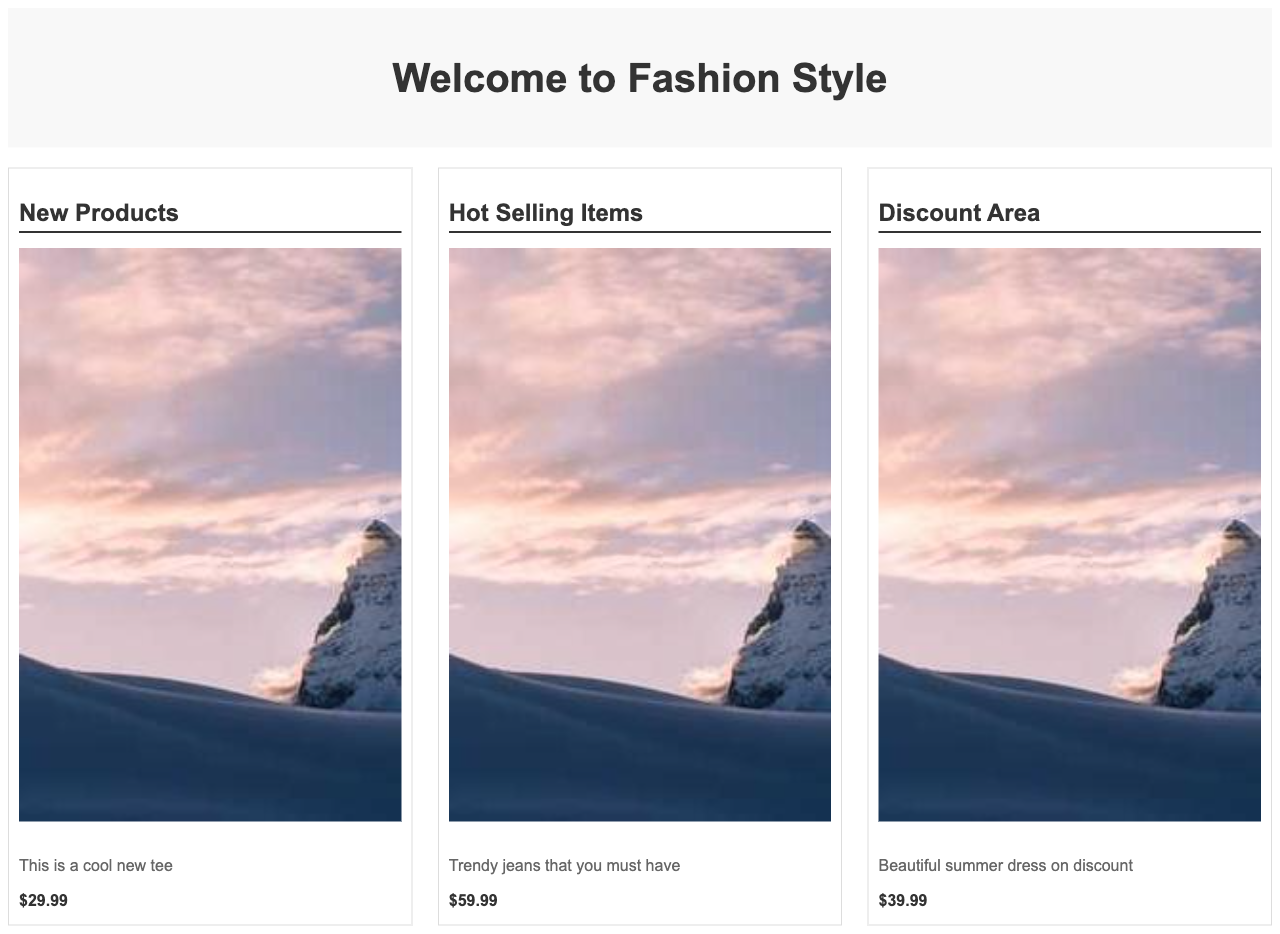 Welcome to Fashion Style
New Products
Hot Selling Items
Discount Area
This is a cool new tee
$29.99
Trendy jeans that you must have
$59.99
Beautiful summer dress on discount
$39.99